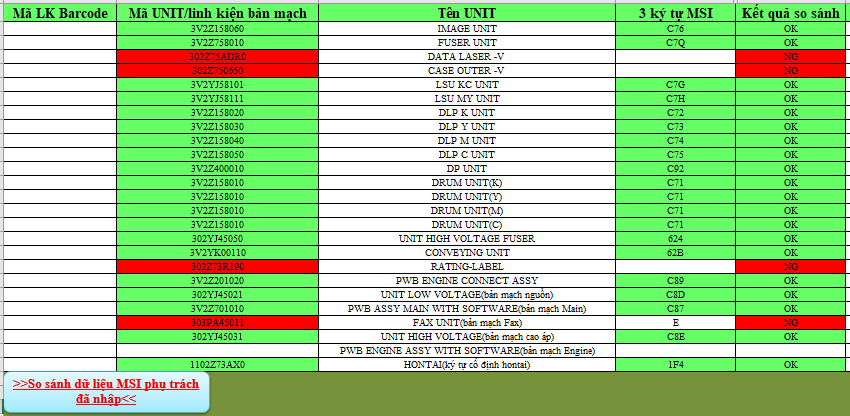 Mã LK Barcode Mã UNIT/linh kiện bản mạch Tên UNIT 3 ký tự MSI Kết quả so sánh
3V2Z158060 IMAGE UNIT C76 OK
3V2Z758010 FUSER UNIT C7Q OK
302Z75ADR0 DATA LASER -V NG
302Z750650 CASE OUTER -V NG
3V2YJ58101 LSU KC UNIT C7G OK
3V2YJ58111 LSU MY UNIT C7H OK
3V2Z158020 DLP K UNIT C72 OK
3V2Z158030 DLP Y UNIT C73 OK
3V2Z158040 DLP M UNIT C74 OK
3V2Z158050 DLP C UNIT C75 OK
3V2Z400010 DP UNIT C92 OK
3V2Z158010 DRUM UNIT(K) C71 OK
3V2Z158010 DRUM UNIT(Y) C71 OK
3V2Z158010 DRUM UNIT(M) C71 OK
3V2Z158010 DRUM UNIT(C) C71 OK
302YJ45050 UNIT HIGH VOLTAGE FUSER 624 OK
3V2YK00110 CONVEYING UNIT 62B OK
302Z73R190 RATING-LABEL NG
3V2Z201020 PWB ENGINE CONNECT ASSY C89 OK
302YJ45021 UNIT LOW VOLTAGE(bản mạch nguồn) C8D OK
3V2Z701010 PWB ASSY MAIN WITH SOFTWARE(bản mạch Main) C87 OK
303PA45011 FAX UNIT(bản mạch Fax) E NG
302YJ45031 UNIT HIGH VOLTAGE(bản mạch cao áp) C8E OK
PWB ENGINE ASSY WITH SOFTWARE(bản mạch Engine)
1102Z73AX0 HONTAI(ký tự cố định hontai) 1F4 OK
>>So sánh dữ liệu MSI phụ trách
đã nhập<<